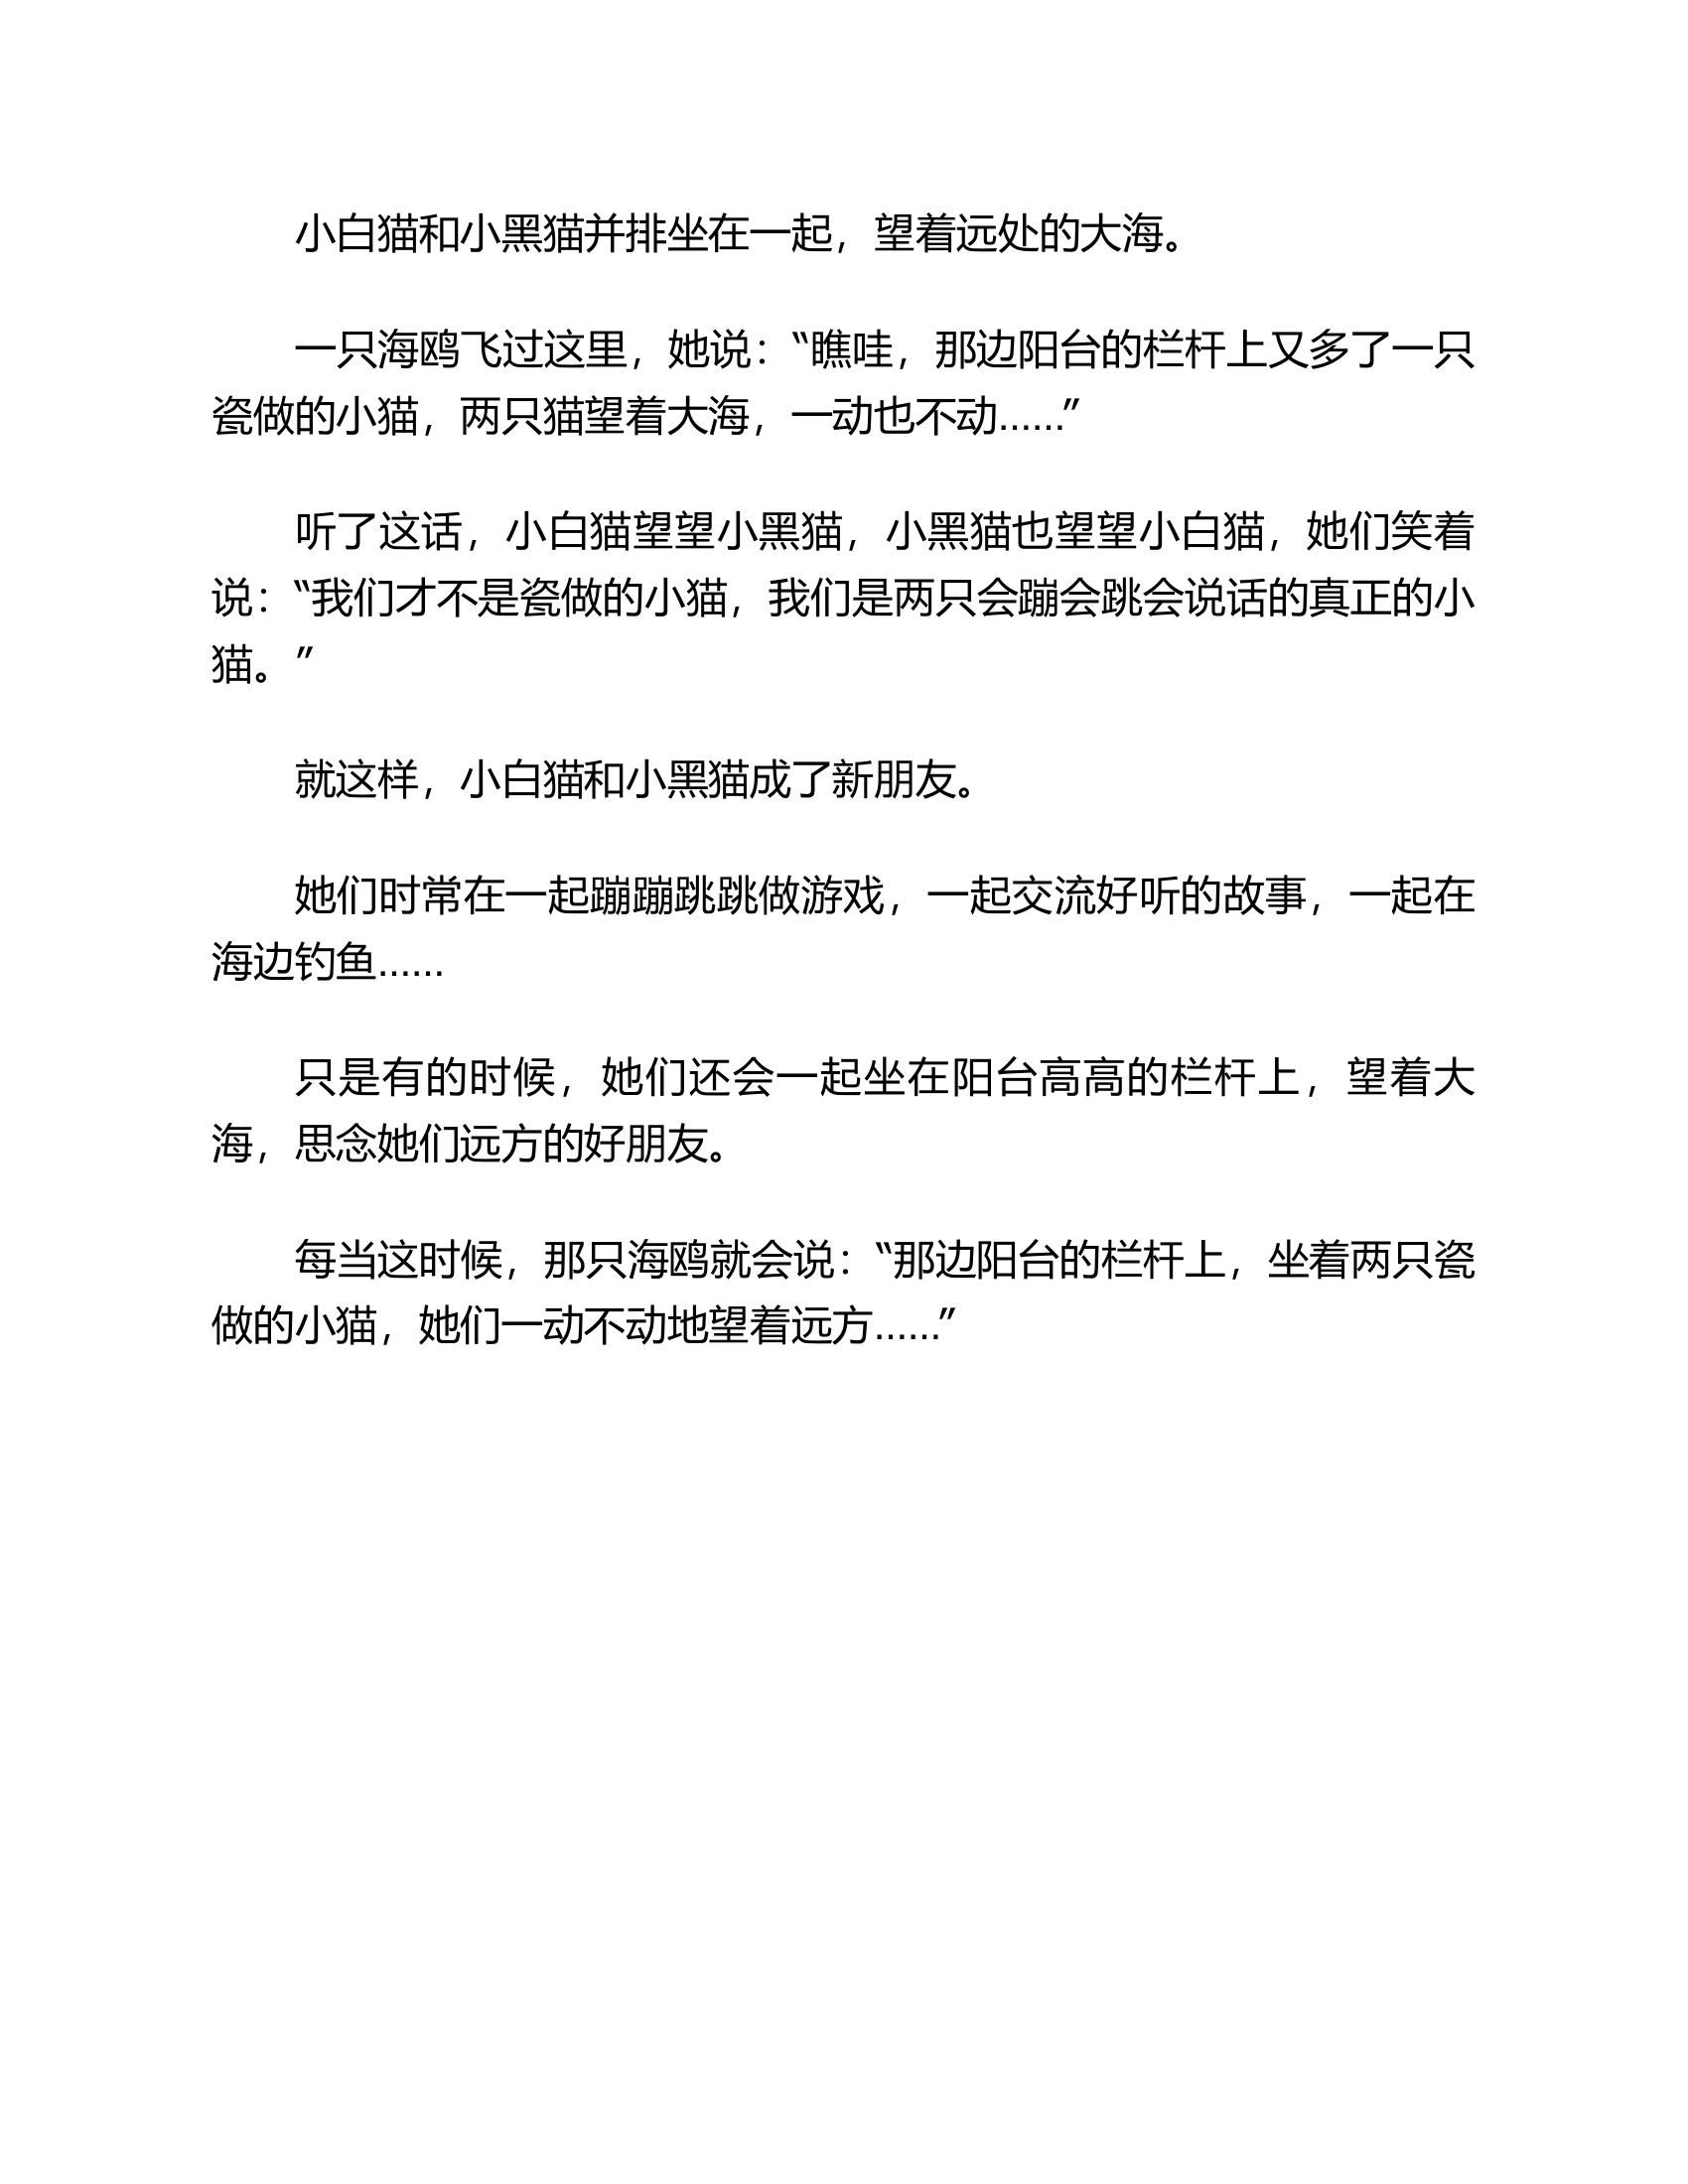 小白猫和小黑猫并排坐在一起，望着远处的大海。
一只海鸥飞过这里，她说：“瞧哇，那边阳台的栏杆上又多了一只
瓷做的小猫，两只猫望着大海，一动也不动……”
听了这话，小白猫望望小黑猫，小黑猫也望望小白猫，她们笑着
说：“我们才不是瓷做的小猫，我们是两只会蹦会跳会说话的真正的小
猫。”
就这样，小白猫和小黑猫成了新朋友。
她们时常在一起蹦蹦跳跳做游戏，一起交流好听的故事，一起在
海边钓鱼……
只是有的时候，她们还会一起坐在阳台高高的栏杆上，望着大
海，思念她们远方的好朋友。
每当这时候，那只海鸥就会说：“那边阳台的栏杆上，坐着两只瓷
做的小猫，她们一动不动地望着远方……”